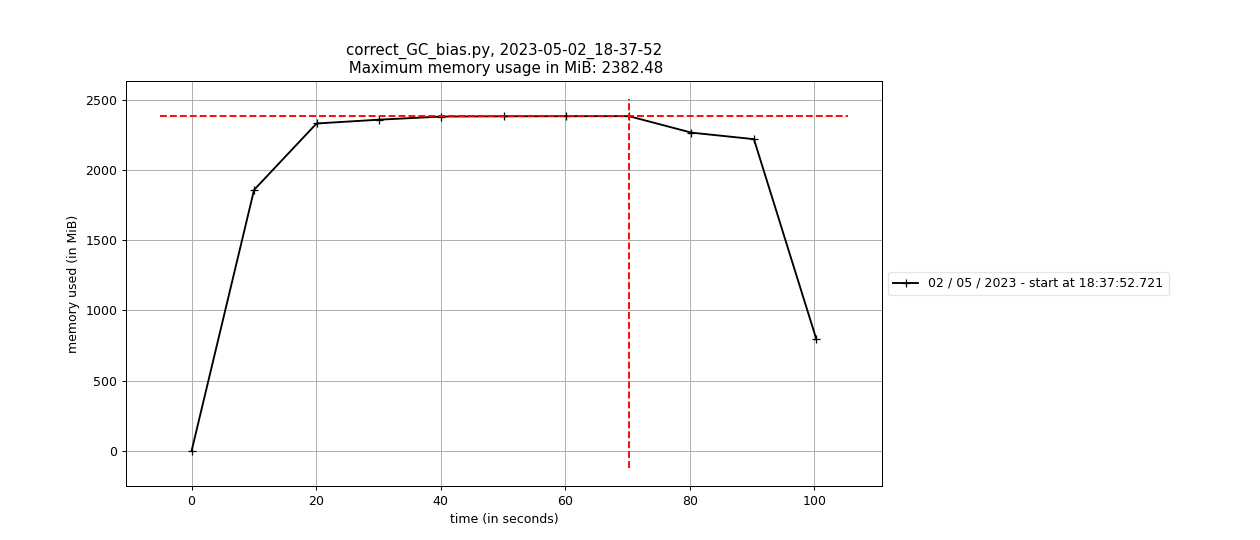 correct_GC_bias.py, 2023-05-02_18-37-52
Maximum memory usage in MiB: 2382.48
2500
2000
1500
1000
500
0
memory used (in MiB)
0 20 40 60 80 100
time (in seconds)
02 / 05 / 2023 - start at 18:37:52.721